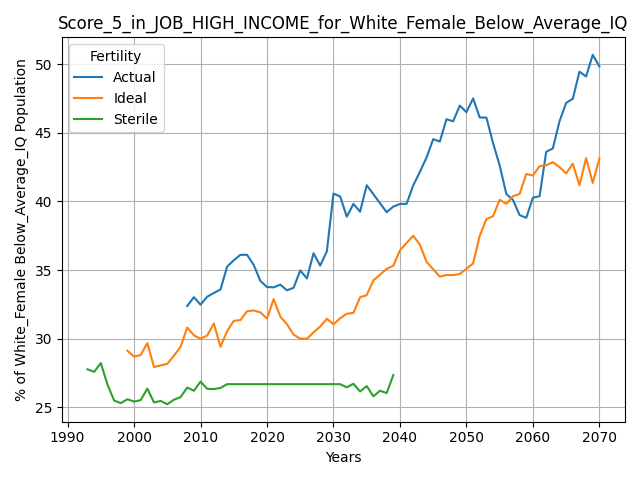 Score_5_in_JOB_HIGH_INCOME_for_White_Female_Below_Average_IQ
Fertility
Actual
Ideal
Sterile
% of White_Female Below_Average_IQ Population
50
45
40
35
30
25
1990 2000 2010 2020 2030 2040 2050 2060 2070
Years